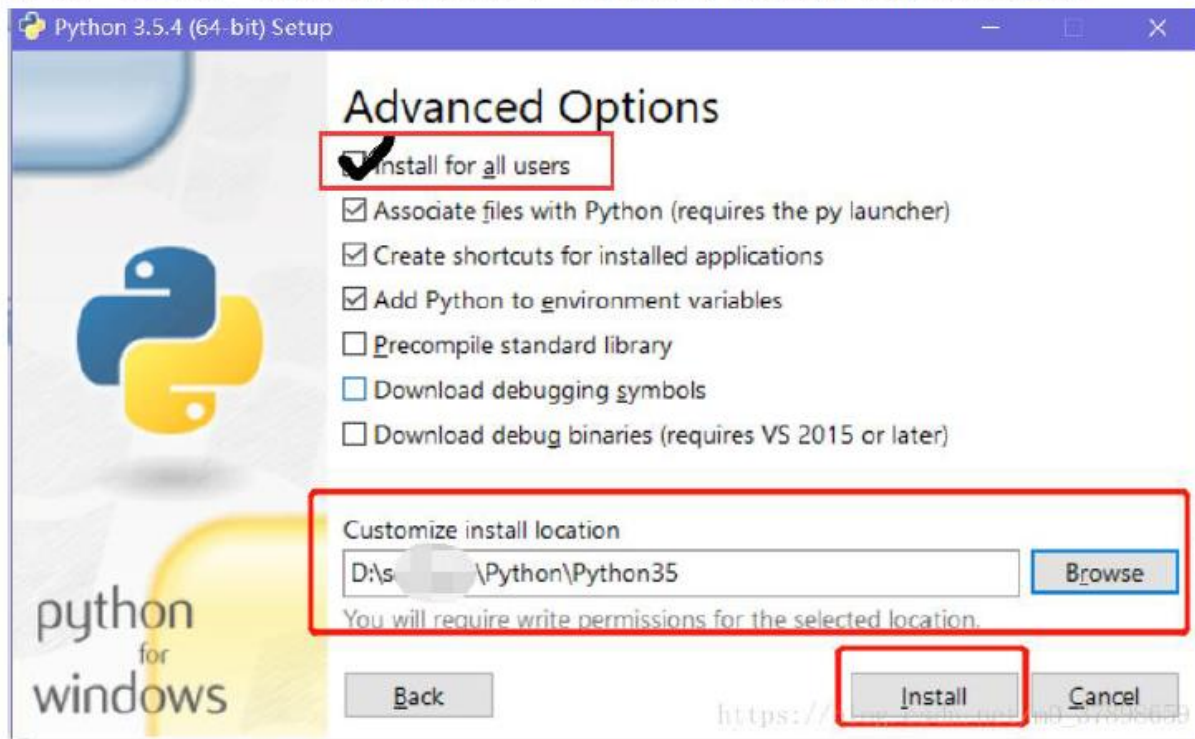 Python 3.5.4 (64-bit) Setup
Advanced Options
Install for all users
Associate files with Python (requires the py launcher)
Create shortcuts for installed applications
Add Python to environment variables
Precompile standard library
Download debugging symbols
Download debug binaries (requires VS 2015 or later)
Customize install location
D:\s \Python\Python35
Browse
You will require write permissions for the selected location.
python
for
windows
Back
Install
Cancel